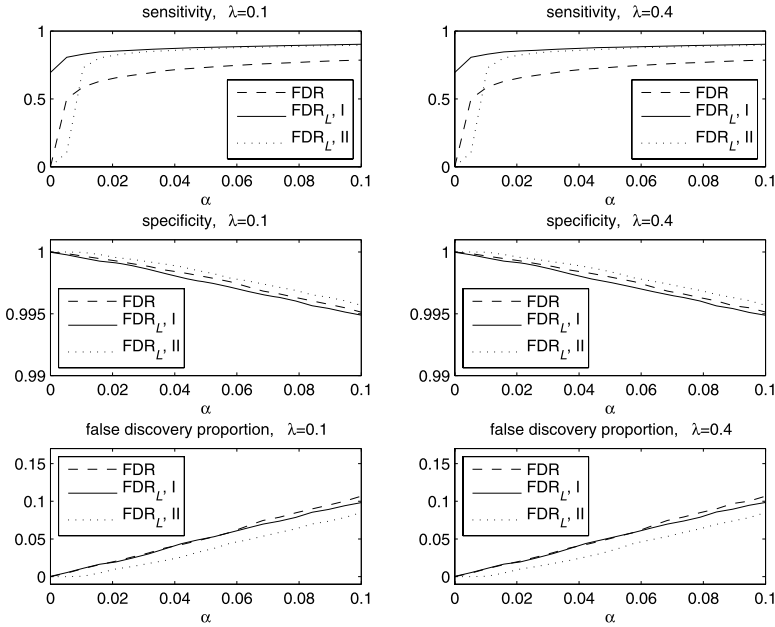 sensitivity, λ=0.1
1
0.5
0
FDR
FDR_L, I
FDR_L, II
0 0.02 0.04 0.06 0.08 0.1
α
sensitivity, λ=0.4
1
0.5
0
FDR
FDR_L, I
FDR_L, II
0 0.02 0.04 0.06 0.08 0.1
α
specificity, λ=0.1
1
0.995
0.99
FDR
FDR_L, I
FDR_L, II
0 0.02 0.04 0.06 0.08 0.1
α
specificity, λ=0.4
1
0.995
0.99
FDR
FDR_L, I
FDR_L, II
0 0.02 0.04 0.06 0.08 0.1
α
false discovery proportion, λ=0.1
0.15
0.1
0.05
0
FDR
FDR_L, I
FDR_L, II
0 0.02 0.04 0.06 0.08 0.1
α
false discovery proportion, λ=0.4
0.15
0.1
0.05
0
FDR
FDR_L, I
FDR_L, II
0 0.02 0.04 0.06 0.08 0.1
α